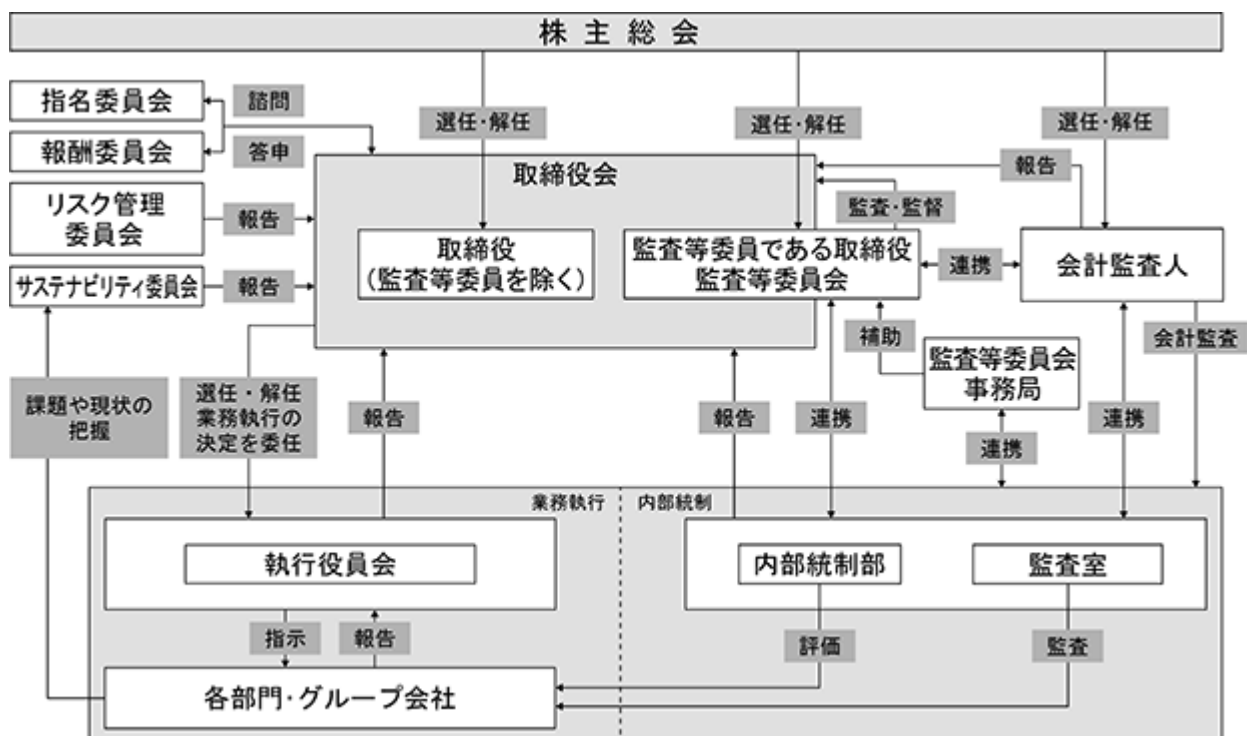 株主総会
指名委員会
諮問
選任・解任
選任・解任
選任・解任
報酬委員会
答申
取締役会
報告
リスク管理
委員会
報告
監査・監督
取締役
(監査等委員を除く)
監査等委員である取締役
監査等委員会
連携
会計監査人
サステナビリティ委員会
報告
補助
会計監査
監査等委員会
事務局
課題や現状の
把握
選任・解任
業務執行の
決定を委任
報告
報告
連携
連携
連携
業務執行
内部統制
執行役員会
内部統制部
監査室
指示
報告
評価
監査
各部門・グループ会社